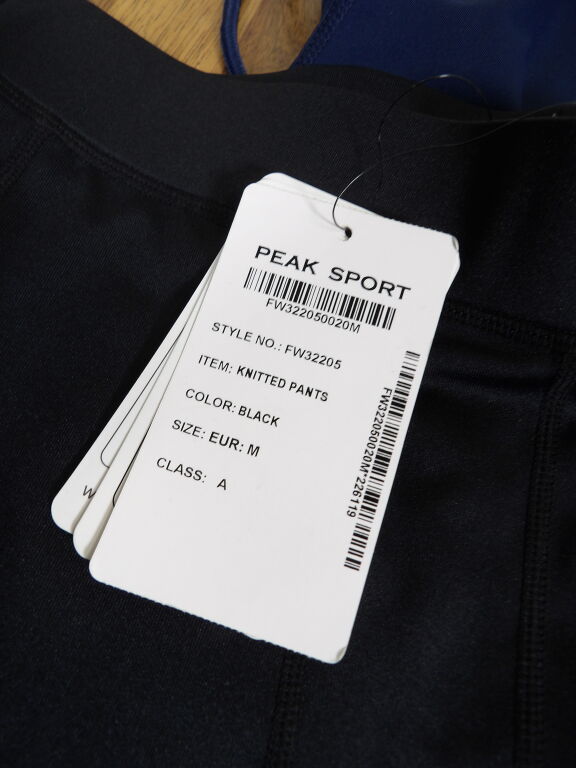 PEAK SPORT
FW322050020M
STYLE NO.: FW32205
ITEM: KNITTED PANTS
COLOR: BLACK
SIZE: EUR: M
CLASS: A
FW322050020M*226119
W